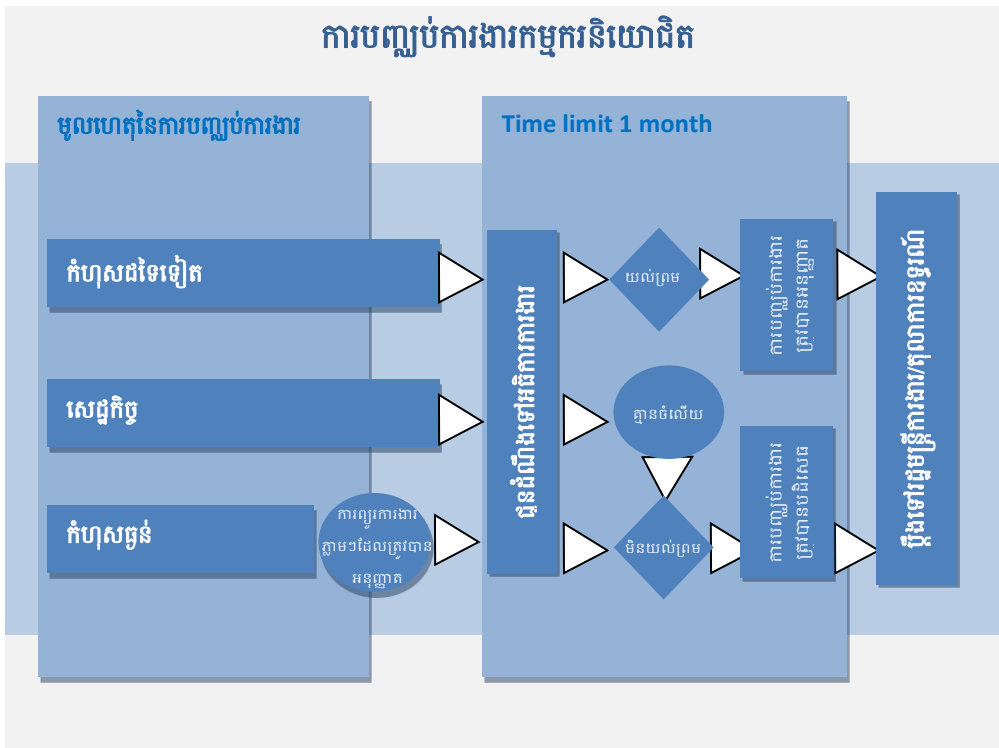 ការបញ្ឈប់ការងារកម្មករនិយោជិត
មូលហេតុនៃការបញ្ឈប់ការងារ
Time limit 1 month
កំហុសដទៃទៀត
សេដ្ឋកិច្ច
កំហុសធ្ងន់
ការព្យួរការងារ
ភ្លាមៗដែលត្រូវបាន
អនុញ្ញាត
ជូនដំណឹងទៅអធិការការងារ
យល់ព្រម
គ្មានចំលើយ
មិនយល់ព្រម
ការបញ្ឈប់ការងារ
ត្រូវបានអនុញ្ញាត
ការបញ្ឈប់ការងារ
ត្រូវបានបដិសេធ
ប្តឹងទៅរដ្ឋមន្ត្រីការងារ/តុលាការឧទ្ធរណ៍